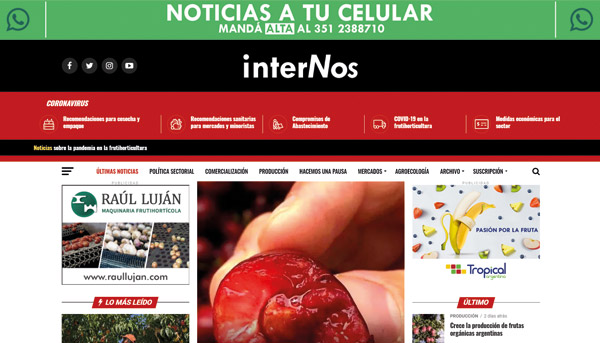 NOTICIAS A TU CELULAR
MANDÁ ALTA AL 351 2388710
interNos
CORONAVIRUS
Recomendaciones para cosecha y
empaque
Recomendaciones sanitarias
para mercados y minoristas
Compromisos de
Abastecimiento
COVID-19 en la
frutihorticultura
Medidas económicas para el
sector
Noticias sobre la pandemia en la frutihorticultura
ÚLTIMAS NOTICIAS
POLÍTICA SECTORIAL
COMERCIALIZACIÓN
PRODUCCIÓN
HACEMOS UNA PAUSA
MERCADOS
AGROECOLOGÍA
ARCHIVO
SUSCRIPCIÓN
PUBLICIDAD
RAÚL LUJÁN
MAQUINARIA FRUTIHORTÍCOLA
www.raullujan.com
LO MÁS LEÍDO
PUBLICIDAD
PASIÓN POR LA FRUTA
Tropical
argentina
ÚLTIMO
PRODUCCIÓN / 2 días atrás
Crece la producción de frutas
orgánicas argentinas